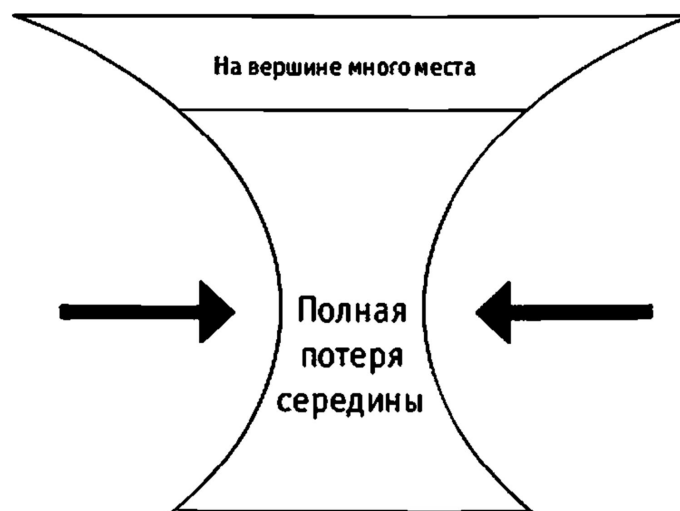 На вершине много места
Полная
потеря
середины